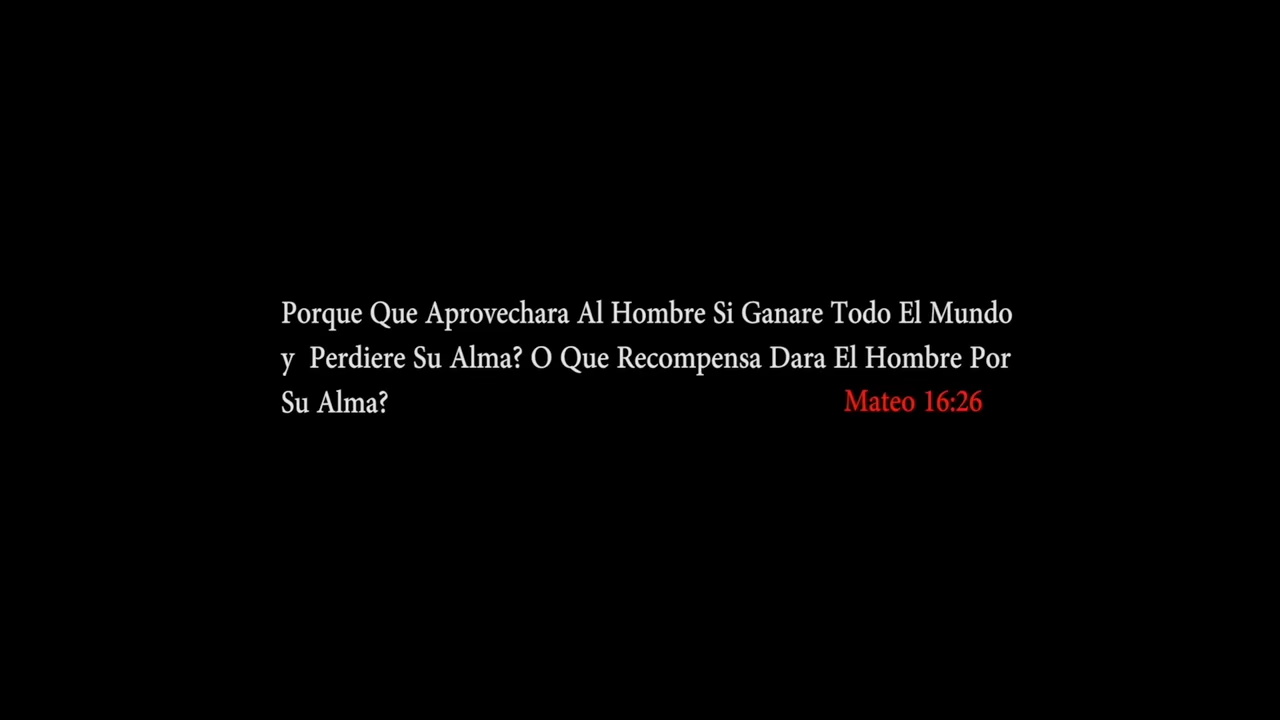 Porque Que Aprovechara Al Hombre Si Ganare Todo El Mundo
y Perdiere Su Alma? O Que Recompensa Dara El Hombre Por
Su Alma? Mateo 16:26